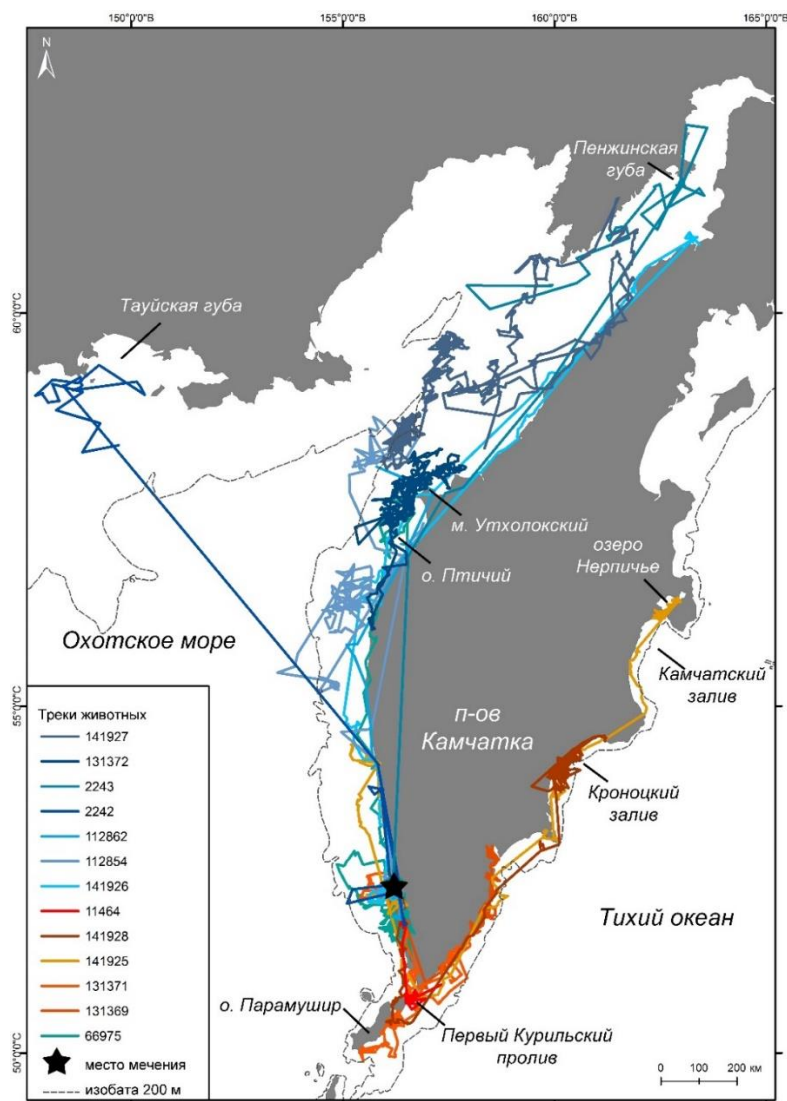 150°0'0"В
155°0'0"В
160°0'0"В
165°0'0"В
N
Пенжинская
губа
Тауйская губа
60°0'0"С
м. Утхолокский
озеро
Нерпичье
о. Птичий
Охотское море
Камчатский
залив
55°0'0"С
п-ов
Камчатка
Кроноцкий
залив
Тихий океан
о. Парамушир
Первый Курильский
пролив
50°0'0"С
Треки животных
141927
131372
2243
2242
112862
112854
141926
11464
141928
141925
131371
131369
66975
место мечения
изобата 200 м
0 100 200 км